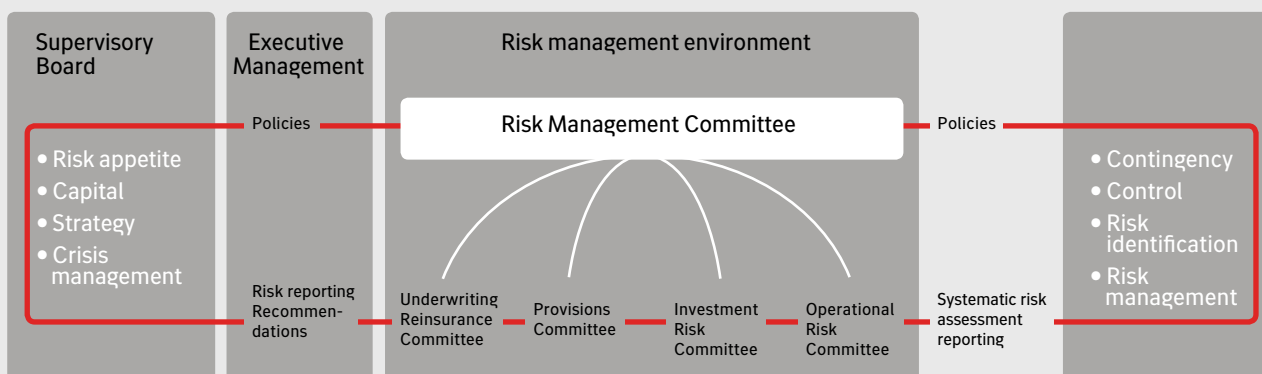 Supervisory
Board
Executive
Management
Risk management environment
Policies
Risk Management Committee
Policies
• Risk appetite
• Capital
• Strategy
• Crisis
management
• Contingency
• Control
• Risk
identification
• Risk
management
Risk reporting
Recommen-
dations
Underwriting
Reinsurance
Committee
Provisions
Committee
Investment
Risk
Committee
Operational
Risk
Committee
Systematic risk
assessment
reporting